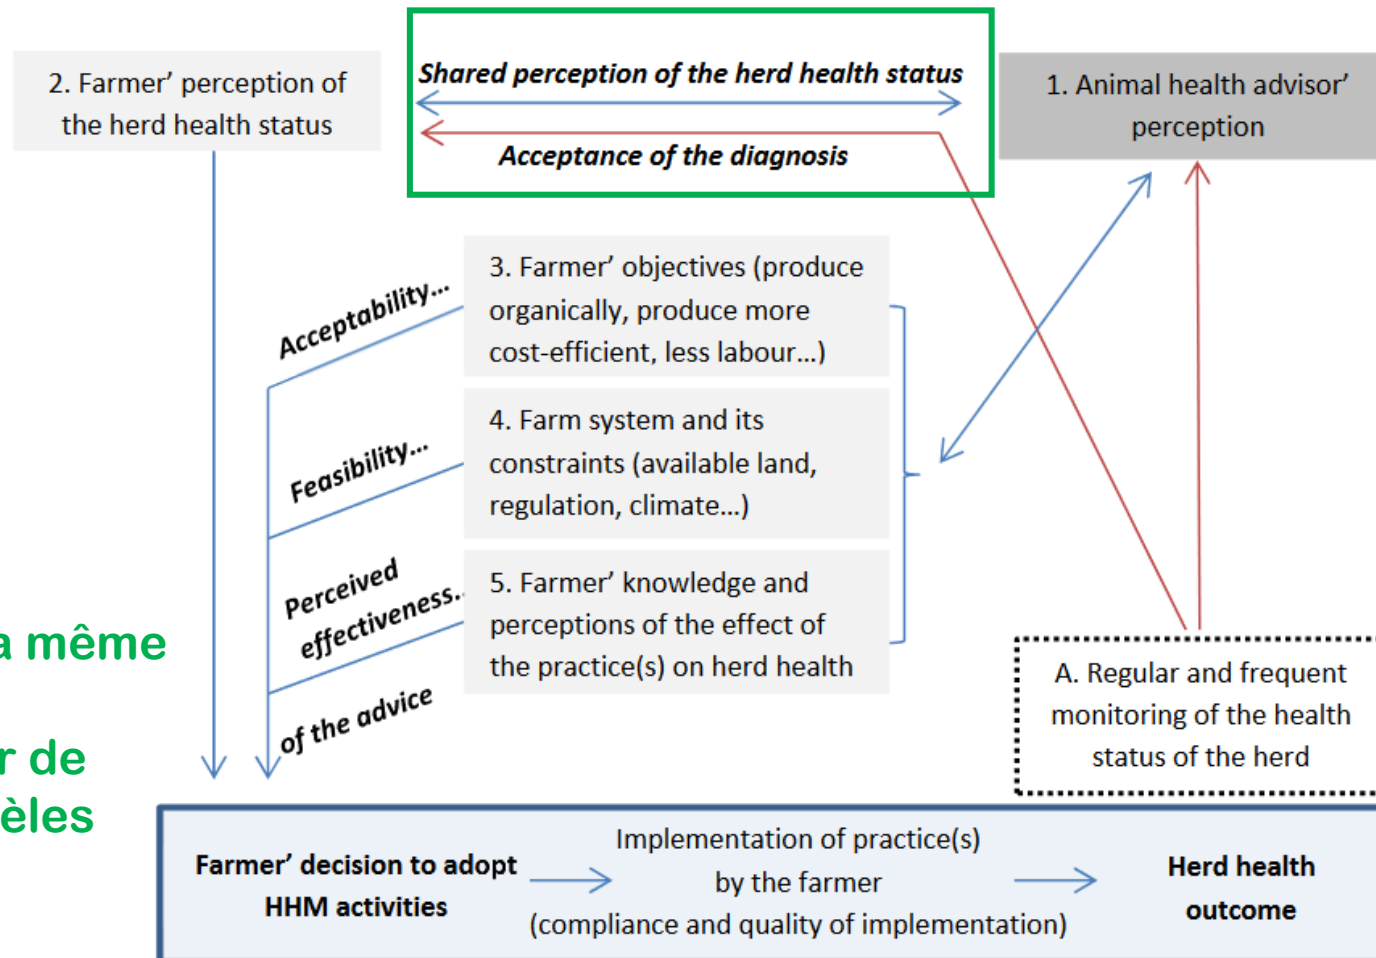 2. Farmer’ perception of
the herd health status
Shared perception of the herd health status
Acceptance of the diagnosis
1. Animal health advisor’
perception
Acceptability...
3. Farmer’ objectives (produce
organically, produce more
cost-efficient, less labour...)
Feasibility...
4. Farm system and its
constraints (available land,
regulation, climate...)
Perceived
effectiveness..
5. Farmer’ knowledge and
perceptions of the effect of
the practice(s) on herd health
of the advice
a même
r de
èles
A. Regular and frequent
monitoring of the health
status of the herd
Farmer’ decision to adopt
HHM activities
Implementation of practice(s)
by the farmer
(compliance and quality of implementation)
Herd health
outcome